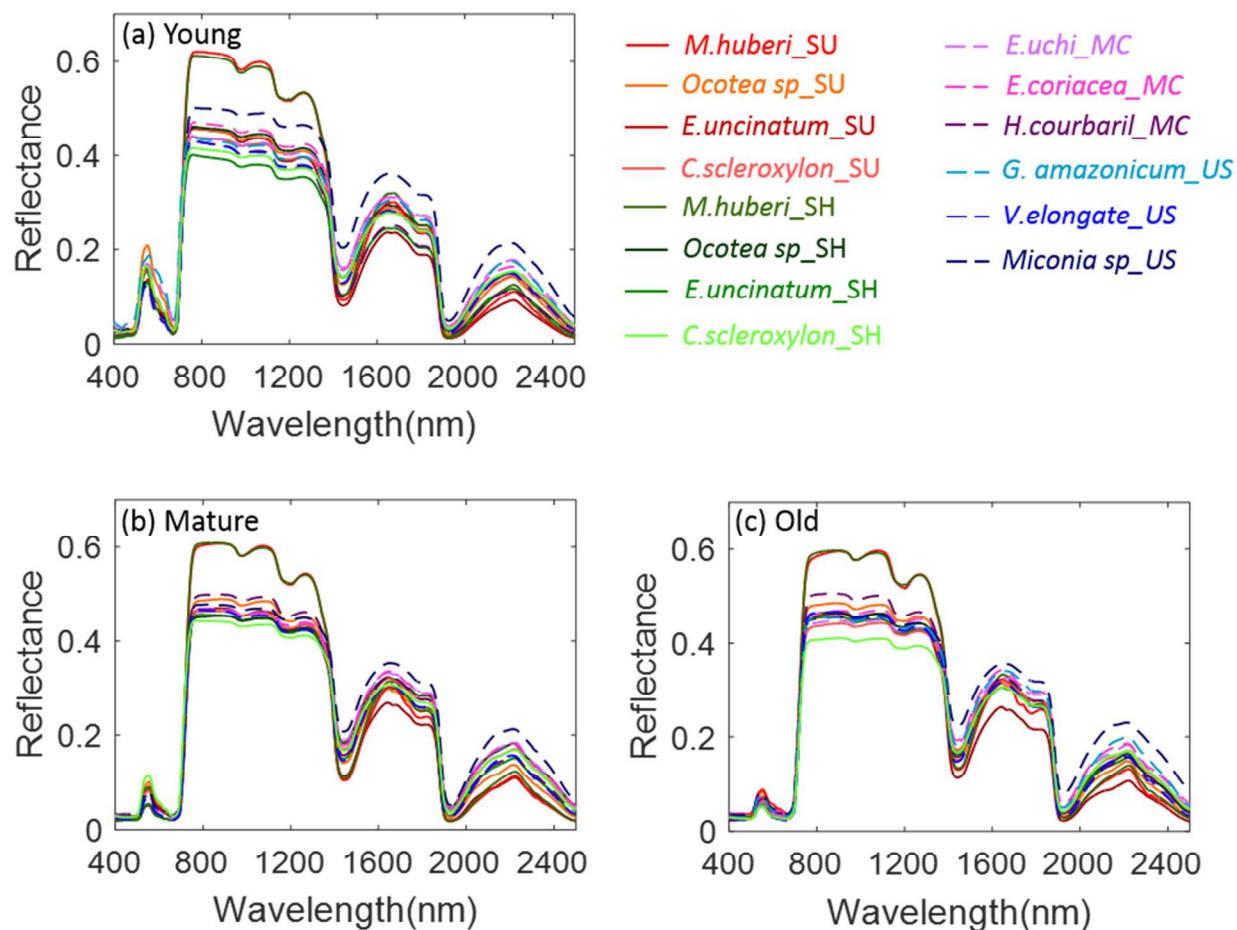 (a) Young
0.6
0.4
0.2
0
Reflectance
400 800 1200 1600 2000 2400
Wavelength(nm)
M.huberi_SU
Ocotea sp_SU
E.uncinatum_SU
C.scleroxylon_SU
M.huberi_SH
Ocotea sp_SH
E.uncinatum_SH
C.scleroxylon_SH
E.uchi_MC
E.coriacea_MC
H.courbaril_MC
G. amazonicum_US
V.elongate_US
Miconia sp_US
(b) Mature
0.6
0.4
0.2
0
Reflectance
400 800 1200 1600 2000 2400
Wavelength(nm)
(c) Old
0.6
0.4
0.2
0
Reflectance
400 800 1200 1600 2000 2400
Wavelength(nm)